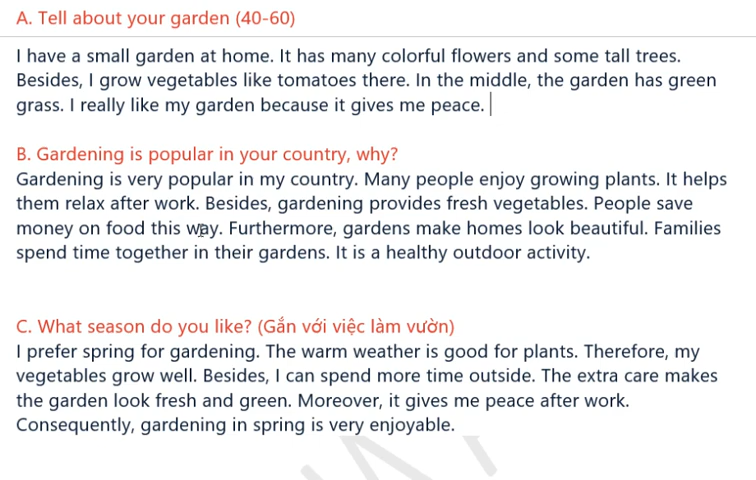 A. Tell about your garden (40-60)
I have a small garden at home. It has many colorful flowers and some tall trees.
Besides, I grow vegetables like tomatoes there. In the middle, the garden has green
grass. I really like my garden because it gives me peace.
B. Gardening is popular in your country, why?
Gardening is very popular in my country. Many people enjoy growing plants. It helps
them relax after work. Besides, gardening provides fresh vegetables. People save
money on food this way. Furthermore, gardens make homes look beautiful. Families
spend time together in their gardens. It is a healthy outdoor activity.
C. What season do you like? (Gắn với việc làm vườn)
I prefer spring for gardening. The warm weather is good for plants. Therefore, my
vegetables grow well. Besides, I can spend more time outside. The extra care makes
the garden look fresh and green. Moreover, it gives me peace after work.
Consequently, gardening in spring is very enjoyable.